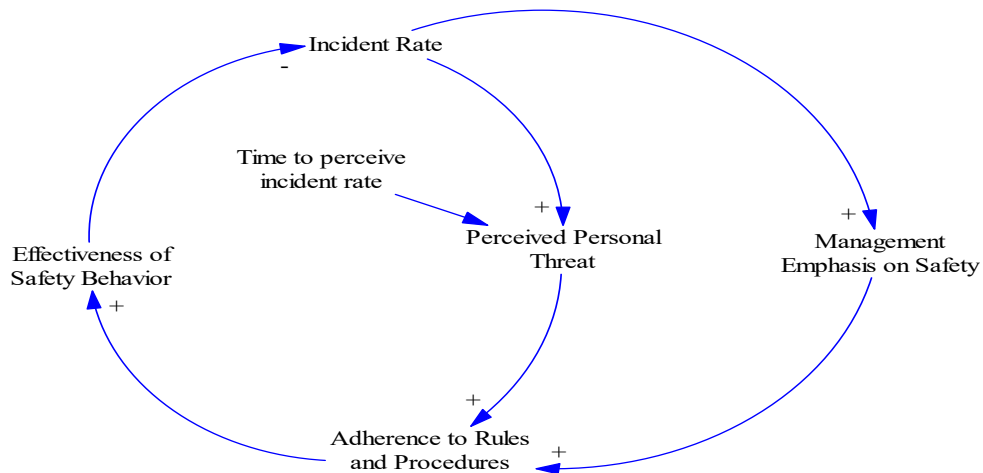 Incident Rate
-
Time to perceive
incident rate
+
Perceived Personal
Threat
+
Management
Emphasis on Safety
Effectiveness of
Safety Behavior
+
+
Adherence to Rules
and Procedures
+